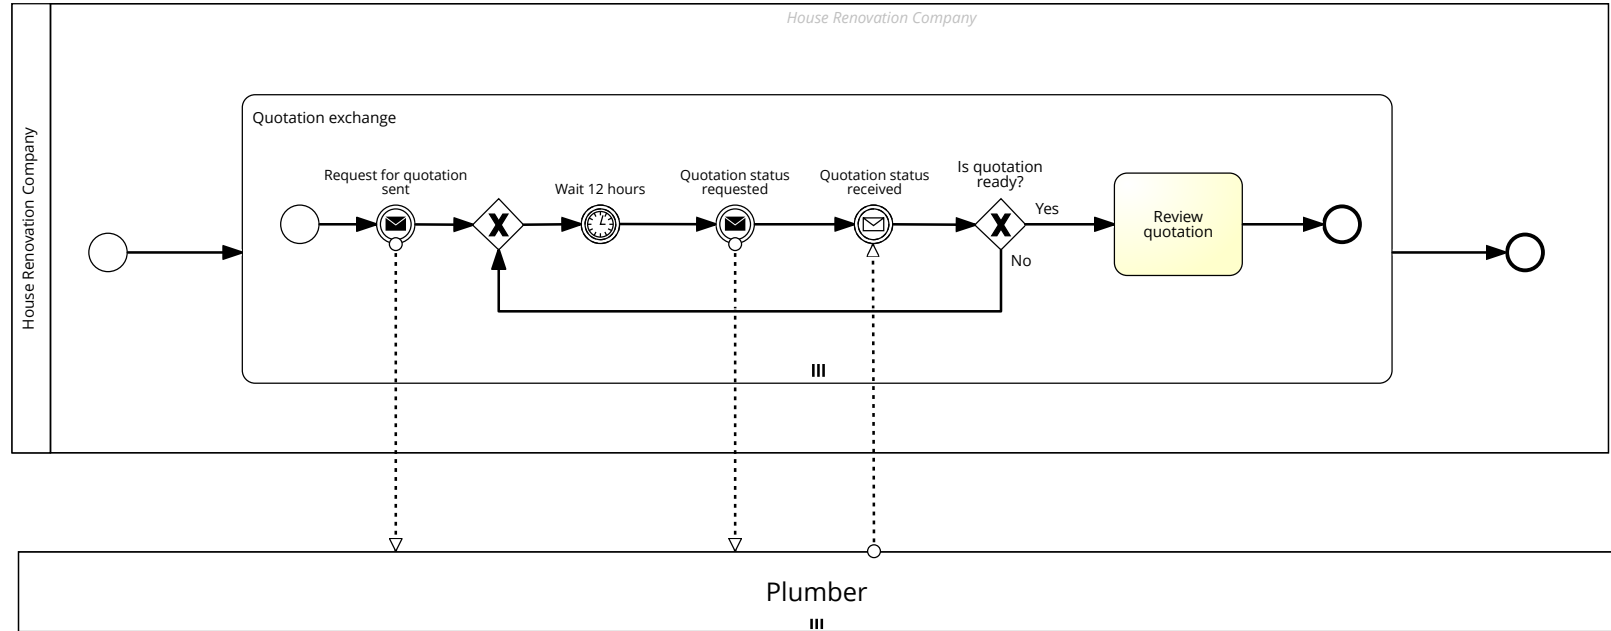 House Renovation Company
House Renovation Company
Quotation exchange
Request for quotation
sent
Wait 12 hours
Quotation status
requested
Quotation status
received
Is quotation
ready?
Yes
No
Review
quotation
Plumber